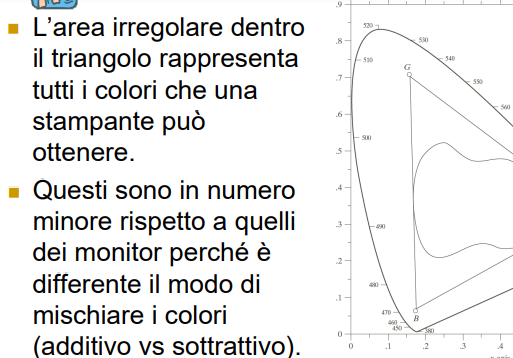 L’area irregolare dentro
il triangolo rappresenta
tutti i colori che una
stampante può
ottenere.
Questi sono in numero
minore rispetto a quelli
dei monitor perché è
differente il modo di
mischiare i colori
(additivo vs sottrattivo).
.9
.8
.7
.6
.5
.4
.3
.2
.1
0
520
530
540
550
560
510
500
490
480
470
460
450
380
G
B
0
.1
.2
.3
.4